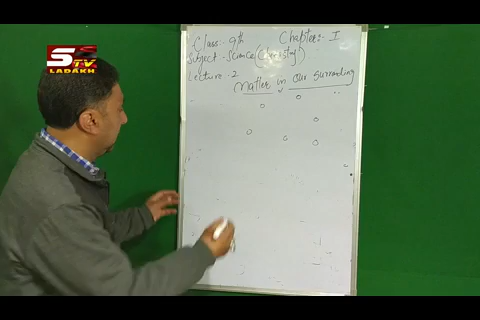 STV
LADAKH
Class. 9th Chapter:- I
Subject - Science (Chemistry)
Lecture - 2
Matter in our surrounding